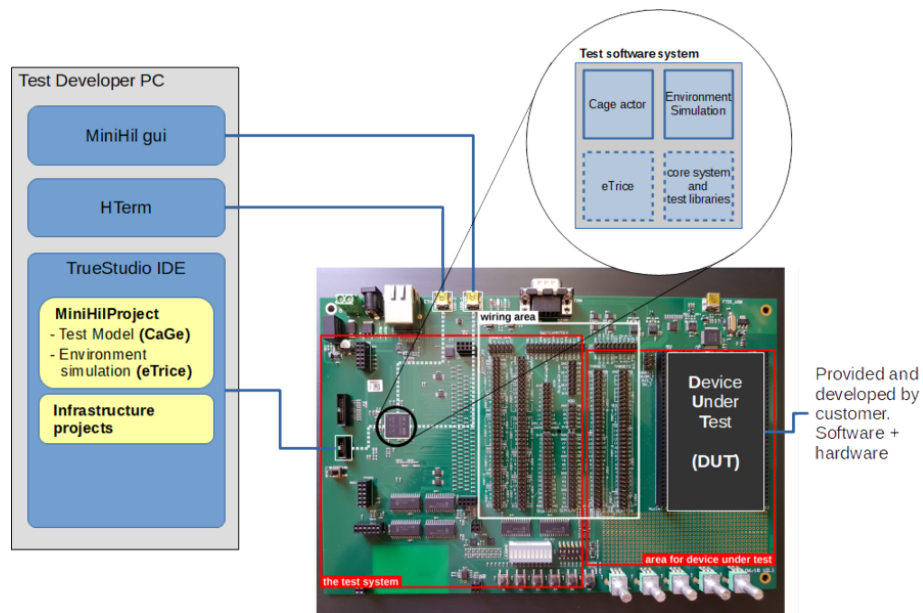 Test Developer PC
MiniHil gui
HTerm
TrueStudio IDE
MiniHilProject
- Test Model (CaGe)
- Environment
simulation (eTrice)
Infrastructure
projects
Test software system
Cage actor
Environment
Simulation
eTrice
core system
and
test libraries
wiring area
Device
Under
Test
(DUT)
Provided and
developed by
customer.
Software +
hardware
the test system
area for device under test